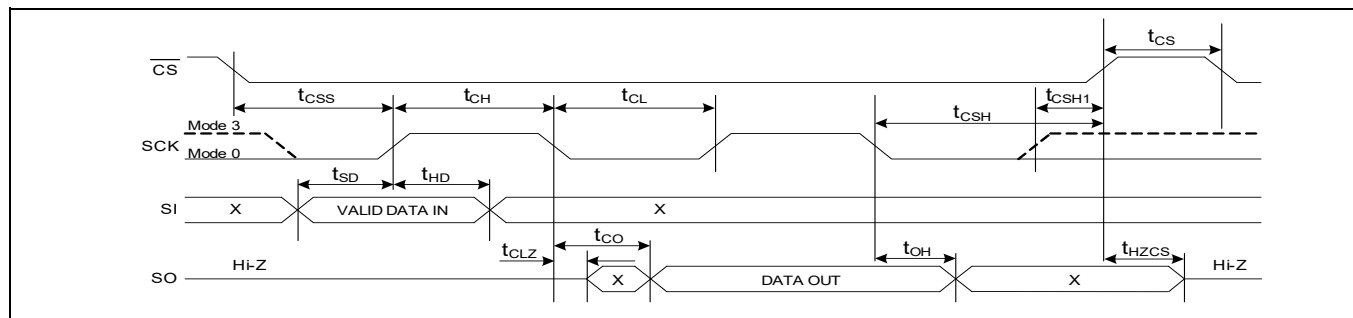 tCS
CS
tCSS tCH tCL tCSH tCSH1
SCK Mode 3
Mode 0
tSD tHD
SI X VALID DATA IN X
tCLZ tCO tOH tHZCS
SO Hi-Z X DATA OUT X Hi-Z